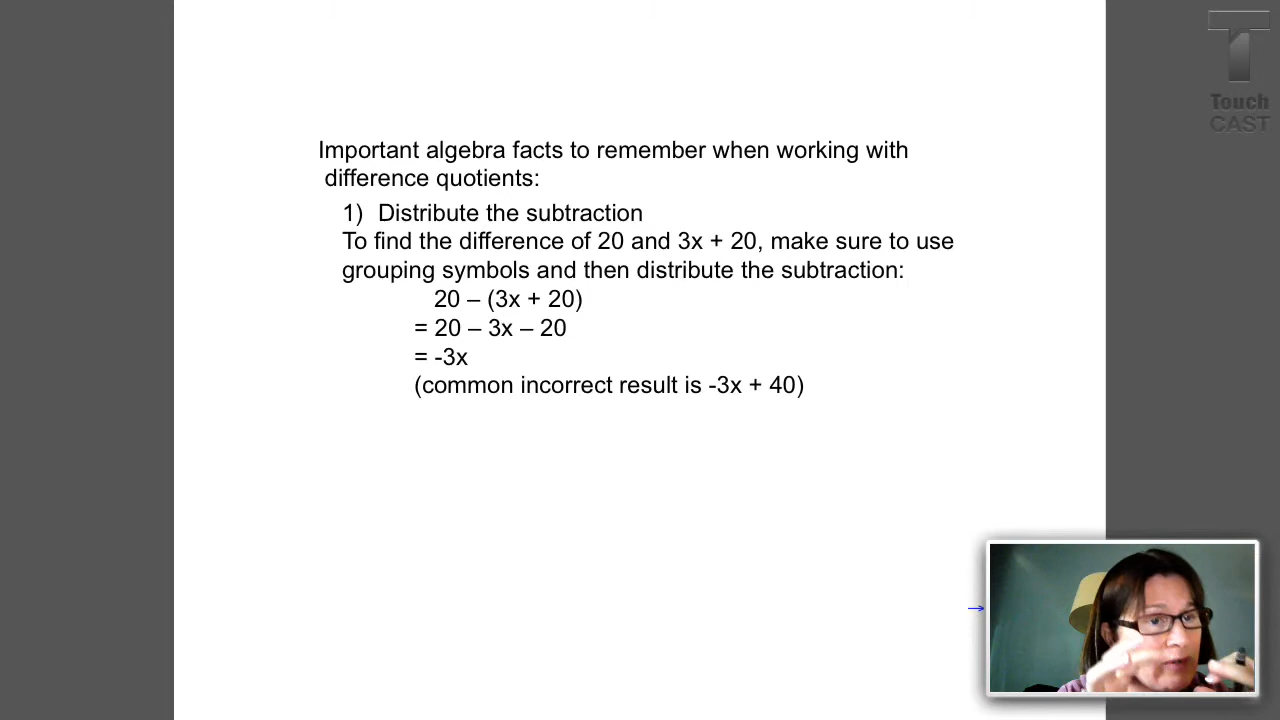 Touch
CAST
Important algebra facts to remember when working with
difference quotients:
1) Distribute the subtraction
To find the difference of 20 and 3x + 20, make sure to use
grouping symbols and then distribute the subtraction:
20 – (3x + 20)
= 20 – 3x – 20
= -3x
(common incorrect result is -3x + 40)